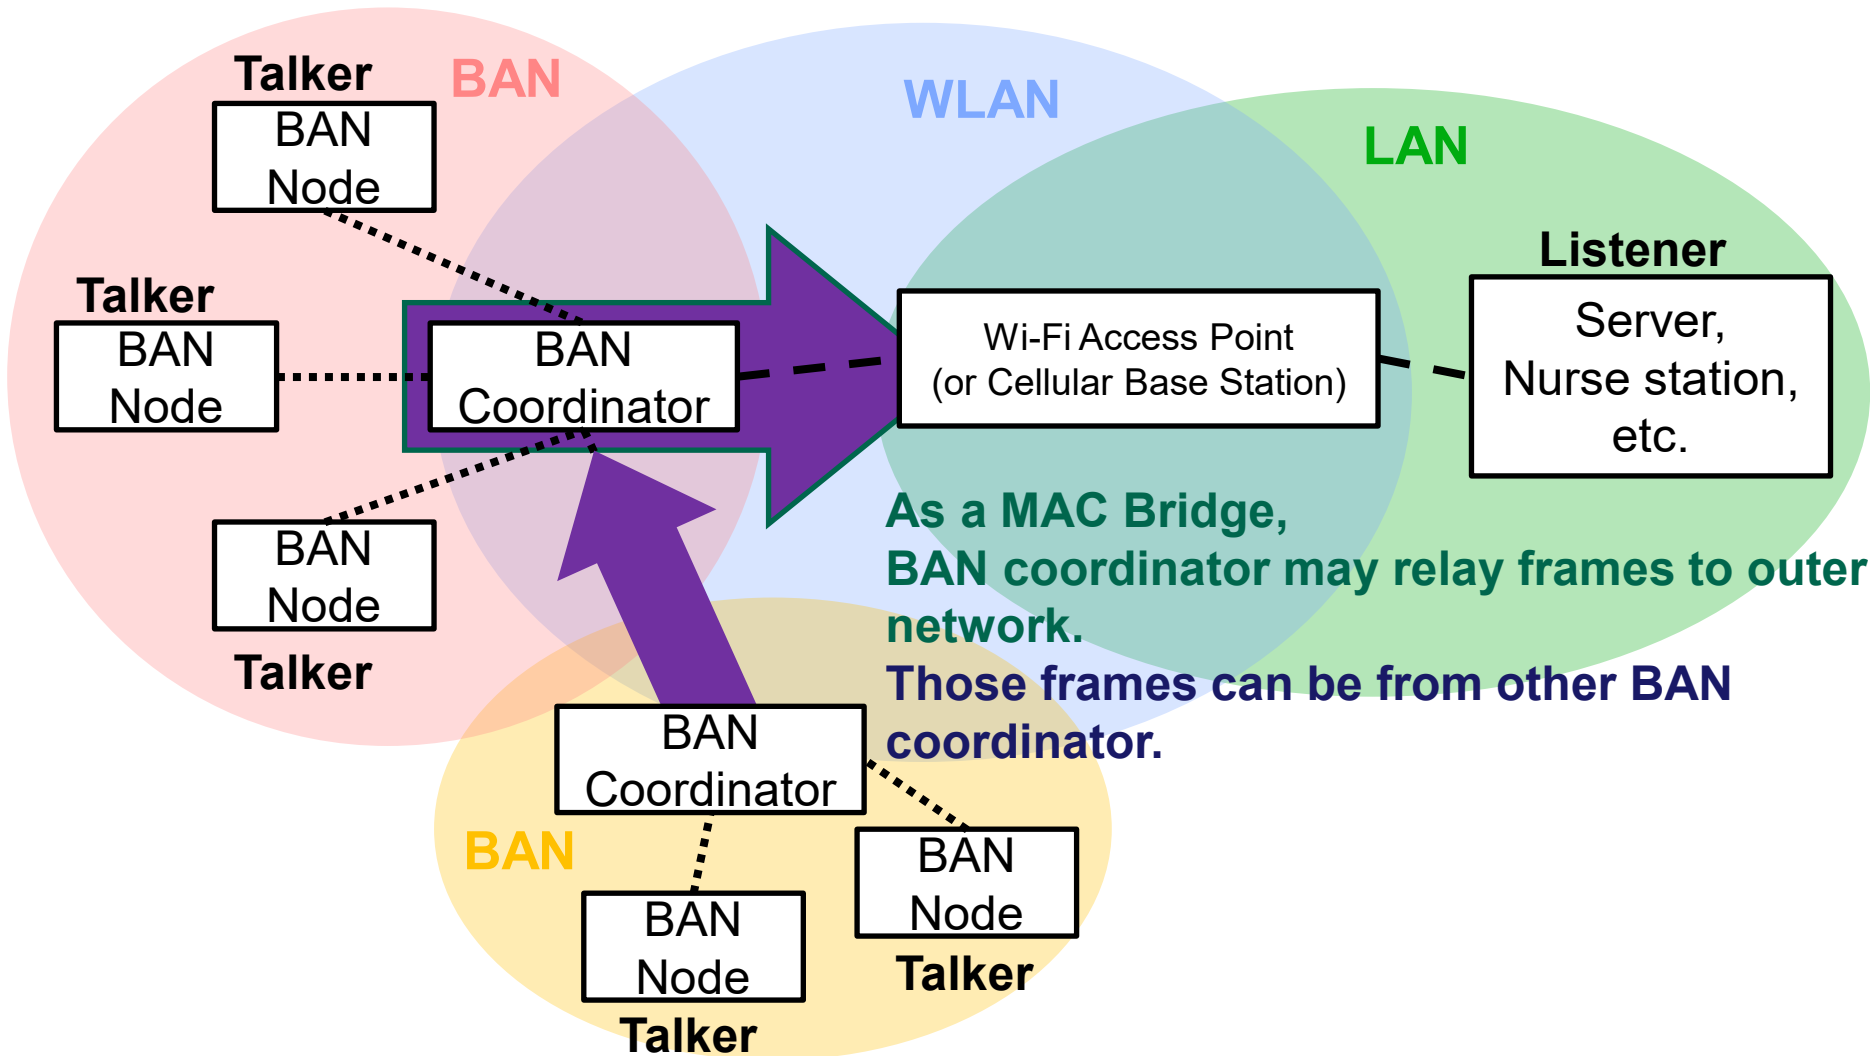 Talker
BAN
Node
BAN
WLAN
LAN
Talker
BAN
Node
BAN
Coordinator
Wi-Fi Access Point
(or Cellular Base Station)
Listener
Server,
Nurse station,
etc.
BAN
Node
Talker
As a MAC Bridge,
BAN coordinator may relay frames to outer
network.
Those frames can be from other BAN
coordinator.
BAN
Coordinator
BAN
BAN
Node
Talker
BAN
Node
Talker